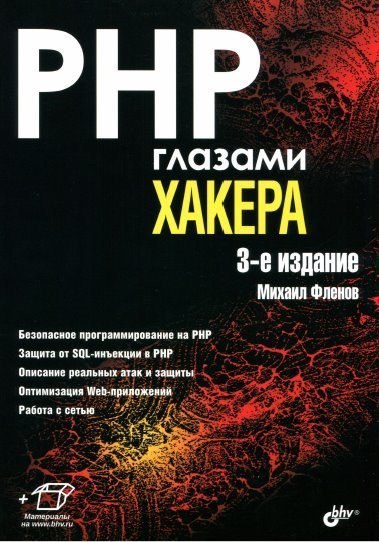 PHP
глазами
ХАКЕРА
3-е издание
Михаил Фленов
Безопасное программирование на PHP
Защита от SQL-инъекции в PHP
Описание реальных атак и защиты
Оптимизация Web-приложений
Работа с сетью
+
Материалы
на www.bhv.ru
bhv®